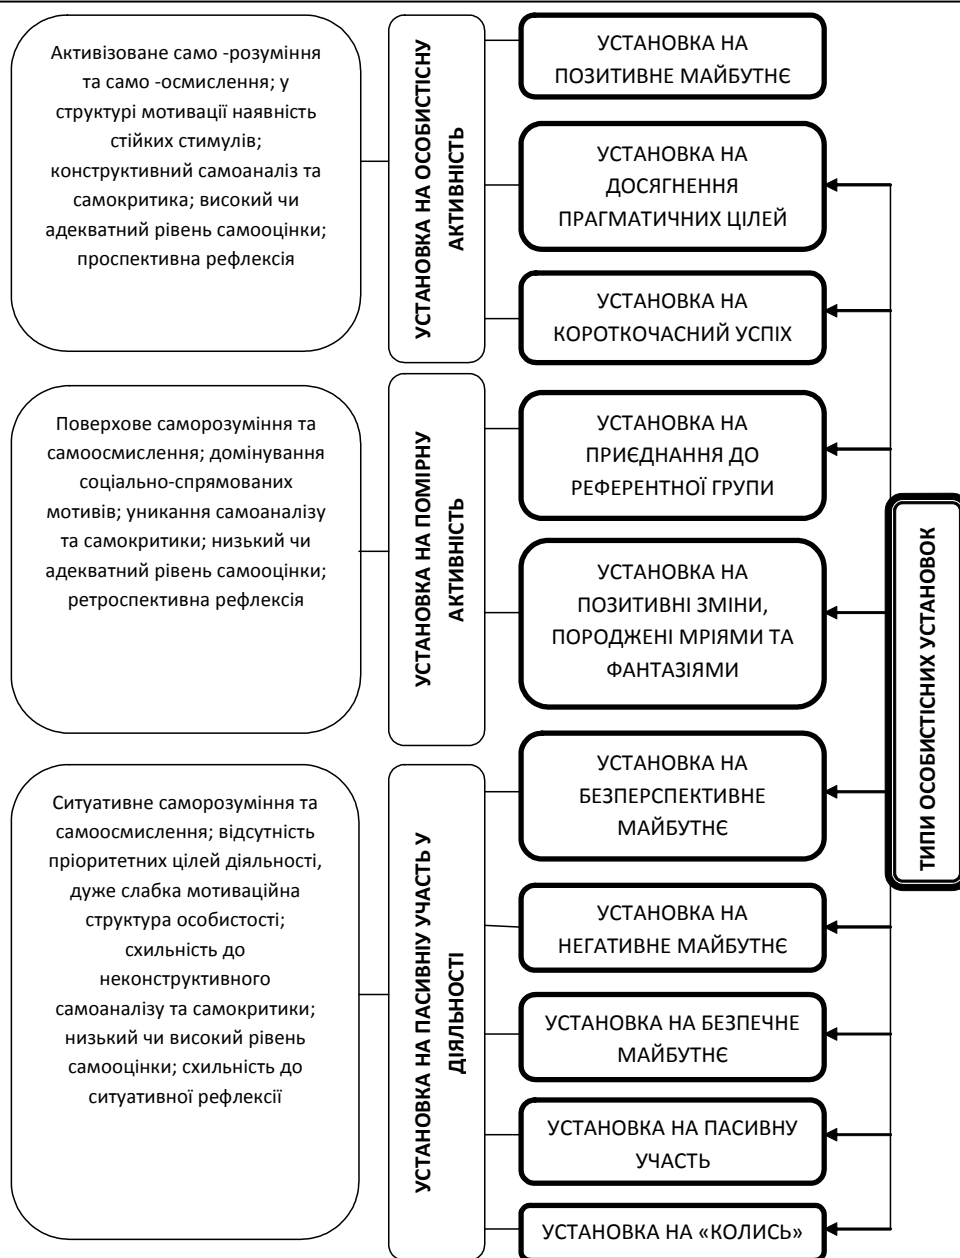 Активізоване само -розуміння
та само -осмислення; у
структурі мотивації наявність
стійких стимулів;
конструктивний самоаналіз та
самокритика; високий чи
адекватний рівень самооцінки;
проспективна рефлексія
УСТАНОВКА НА ОСОБИСТІСНУ
АКТИВНІСТЬ
УСТАНОВКА НА
ПОЗИТИВНЕ МАЙБУТНЄ
УСТАНОВКА НА
ДОСЯГНЕННЯ
ПРАГМАТИЧНИХ ЦІЛЕЙ
УСТАНОВКА НА
КОРОТКОЧАСНИЙ УСПІХ
Поверхове саморозуміння та
самоосмислення; домінування
соціально-спрямованих
мотивів; уникання самоаналізу
та самокритики; низький чи
адекватний рівень самооцінки;
ретроспективна рефлексія
УСТАНОВКА НА ПОМІРНУ
АКТИВНІСТЬ
УСТАНОВКА НА
ПРИЄДНАННЯ ДО
РЕФЕРЕНТНОЇ ГРУПИ
УСТАНОВКА НА
ПОЗИТИВНІ ЗМІНИ,
ПОРОДЖЕНІ МРІЯМИ ТА
ФАНТАЗІЯМИ
Ситуативне саморозуміння та
самоосмислення; відсутність
пріоритетних цілей діяльності,
дуже слабка мотиваційна
структура особистості;
схильність до
неконструктивного
самоаналізу та самокритики;
низький чи високий рівень
самооцінки; схильність до
ситуативної рефлексії
УСТАНОВКА НА ПАСИВНІУ УЧАСТЬ У
ДІЯЛЬНОСТІ
УСТАНОВКА НА
БЕЗПЕРСПЕКТИВНЕ
МАЙБУТНЄ
УСТАНОВКА НА
НЕГАТИВНЕ МАЙБУТНЄ
УСТАНОВКА НА БЕЗПЕЧНЕ
МАЙБУТНЄ
УСТАНОВКА НА ПАСИВНУ
УЧАСТЬ
УСТАНОВКА НА «КОЛИСЬ»
ТИПИ ОСОБИСТІСНИХ УСТАНОВОК